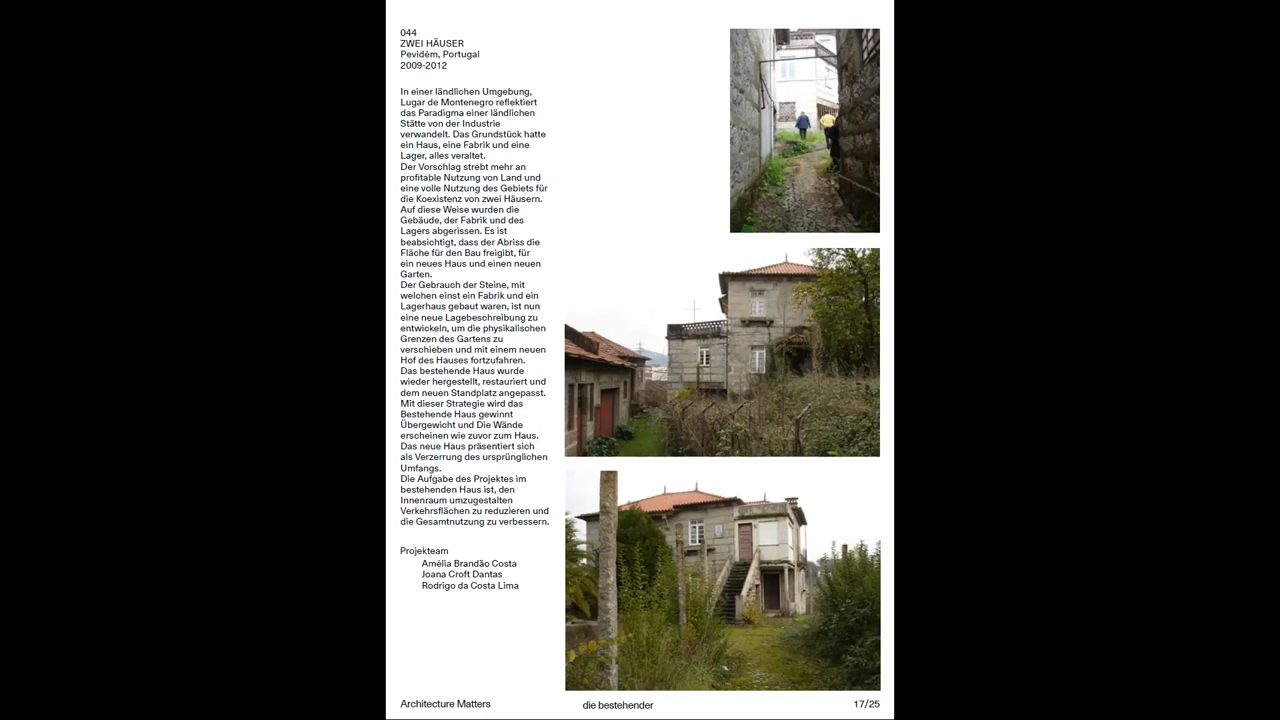 044
ZWEI HÄUSER
Pevidém, Portugal
2009-2012
In einer ländlichen Umgebung,
Lugar de Montenegro reflektiert
das Paradigma einer ländlichen
Stätte von der Industrie
verwandelt. Das Grundstück hatte
ein Haus, eine Fabrik und eine
Lager, alles veraltet.
Der Vorschlag strebt mehr an
profitable Nutzung von Land und
eine volle Nutzung des Gebiets für
die Koexistenz von zwei Häusern.
Auf diese Weise wurden die
Gebäude, der Fabrik und des
Lagers abgerissen. Es ist
beabsichtigt, dass der Abriss die
Fläche für den Bau freigibt, für
ein neues Haus und einen neuen
Garten.
Der Gebrauch der Steine, mit
welchen einst ein Fabrik und ein
Lagerhaus gebaut waren, ist nun
eine neue Lagebeschreibung zu
entwickeln, um die physikalischen
Grenzen des Gartens zu
verschieben und mit einem neuen
Hof des Hauses fortzufahren.
Das bestehende Haus wurde
wieder hergestellt, restauriert und
dem neuen Standplatz angepasst.
Mit dieser Strategie wird das
Bestehende Haus gewinnt
Übergewicht und Die Wände
erscheinen wie zuvor zum Haus.
Das neue Haus präsentiert sich
als Verzerrung des ursprünglichen
Umfangs.
Die Aufgabe des Projektes im
bestehenden Haus ist, den
Innenraum umzugestalten
Verkehrsflächen zu reduzieren und
die Gesamtnutzung zu verbessern.
Projekteam
Amélia Brandão Costa
Joana Croft Dantas
Rodrigo da Costa Lima
Architecture Matters
die bestehender
17/25